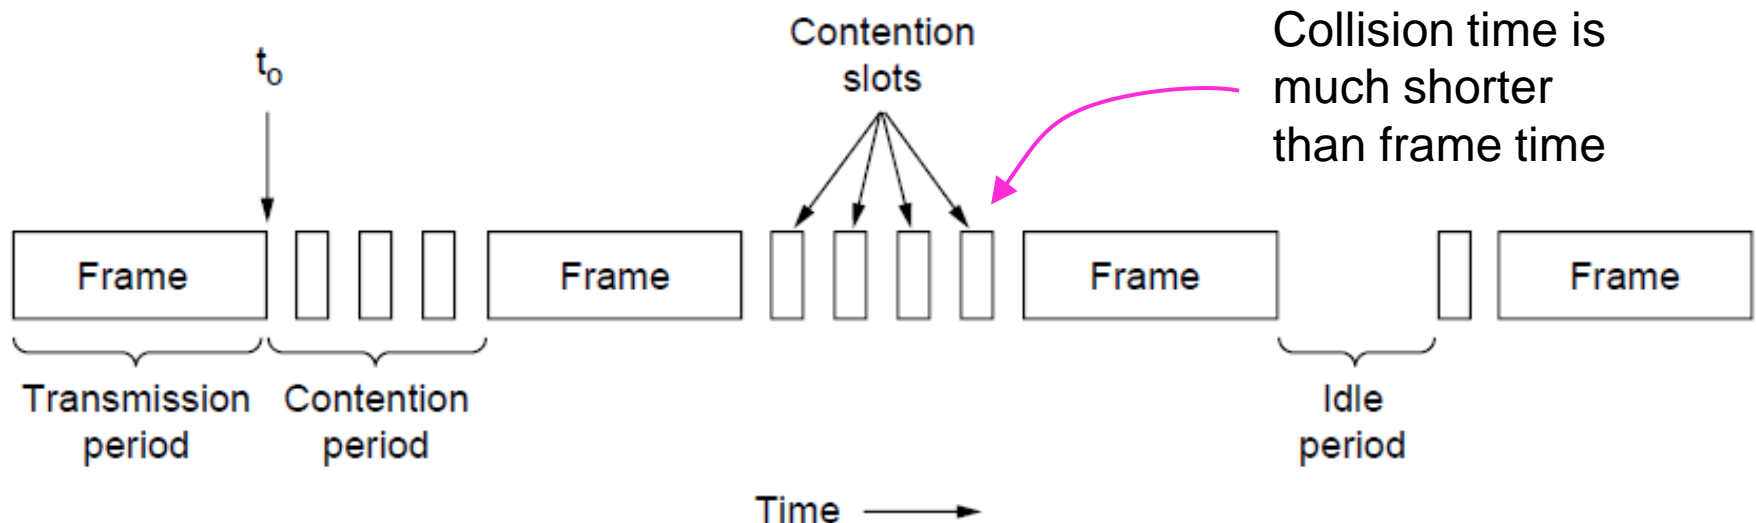 Contention
slots
Collision time is
much shorter
than frame time
t₀
Frame
Frame
Frame
Frame
Transmission
period
Contention
period
Idle
period
Time